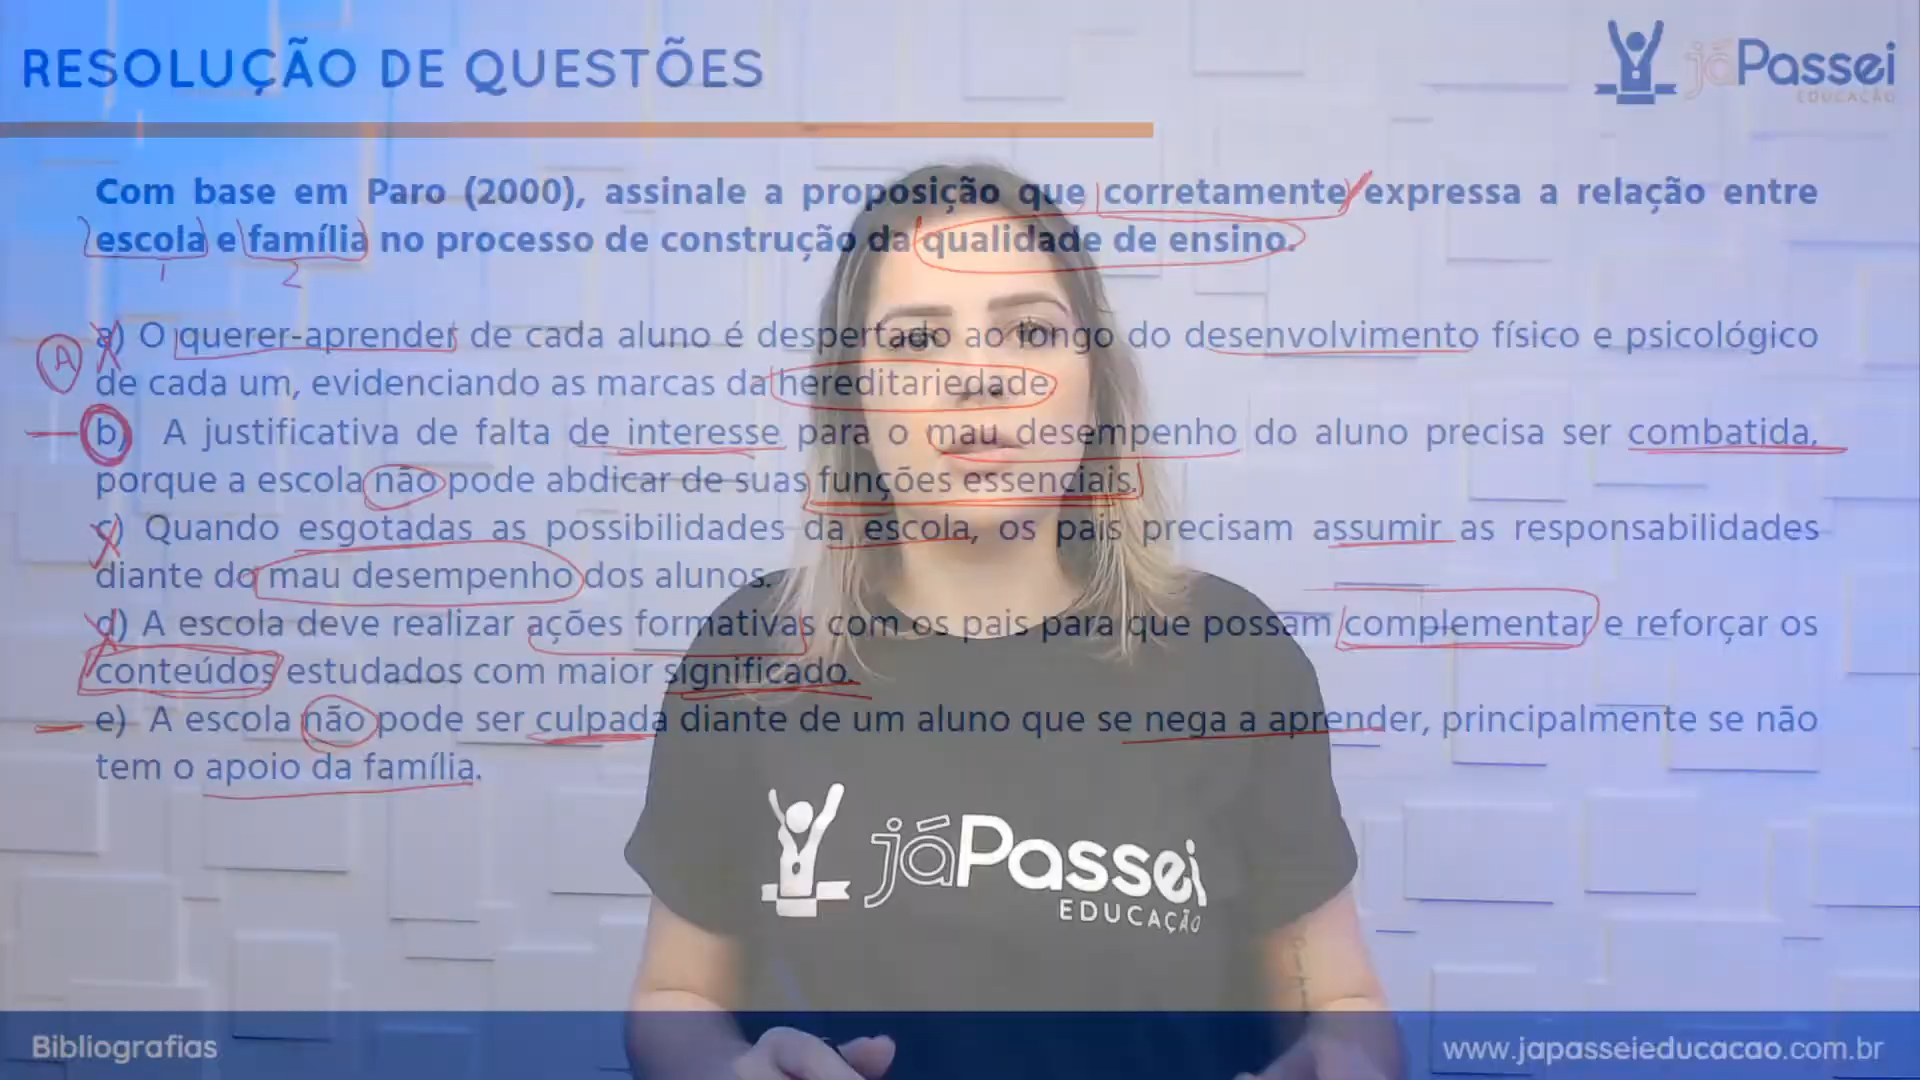 RESOLUÇÃO DE QUESTÕES
jáPassei
EDUCAÇÃO
Com base em Paro (2000), assinale a proposição que corretamente expressa a relação entre
escola e família no processo de construção da qualidade de ensino.
1 2
A
a) O querer-aprender de cada aluno é despertado ao longo do desenvolvimento físico e psicológico
de cada um, evidenciando as marcas da hereditariedade.
b) A justificativa de falta de interesse para o mau desempenho do aluno precisa ser combatida,
porque a escola não pode abdicar de suas funções essenciais.
c) Quando esgotadas as possibilidades da escola, os pais precisam assumir as responsabilidades
diante do mau desempenho dos alunos.
d) A escola deve realizar ações formativas com os pais para que possam complementar e reforçar os
conteúdos estudados com maior significado.
e) A escola não pode ser culpada diante de um aluno que se nega a aprender, principalmente se não
tem o apoio da família.
jáPassei
EDUCAÇÃO
Bibliografias
www.japasseieducacao.com.br